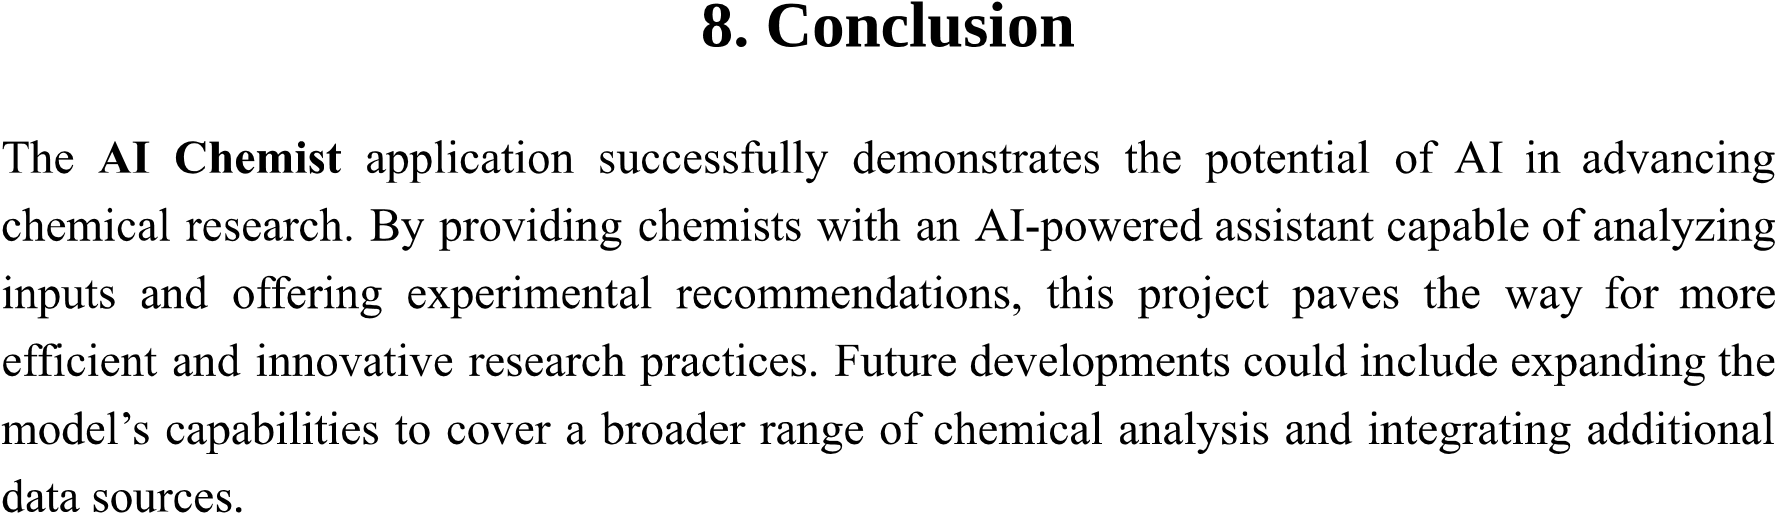 8. Conclusion
The AI Chemist application successfully demonstrates the potential of AI in advancing
chemical research. By providing chemists with an AI-powered assistant capable of analyzing
inputs and offering experimental recommendations, this project paves the way for more
efficient and innovative research practices. Future developments could include expanding the
model’s capabilities to cover a broader range of chemical analysis and integrating additional
data sources.